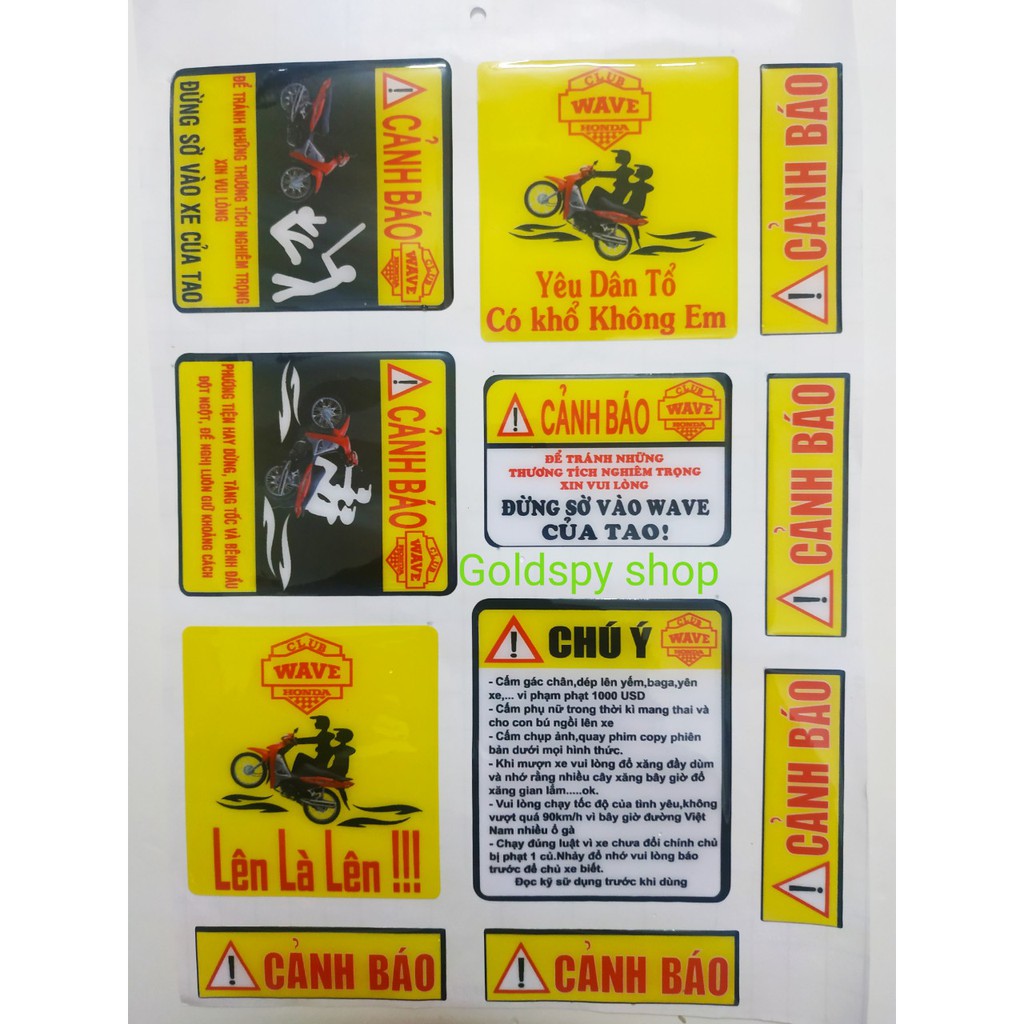 CẢNH BÁO
CLUB
WAVE
HONDA
ĐỂ TRÁNH NHỮNG THƯƠNG TÍCH NGHIÊM TRỌNG
XIN VUI LÒNG
ĐỪNG SỜ VÀO XE CỦA TAO
CLUB
WAVE
HONDA
Yêu Dân Tổ
Có khổ Không Em
CẢNH BÁO
CẢNH BÁO
CLUB
WAVE
HONDA
PHƯƠNG TIỆN HAY DỪNG, TĂNG TỐC VÀ BÊNH ĐẦU
ĐỘT NGỘT, ĐỀ NGHỊ LUÔN GIỮ KHOẢNG CÁCH
CẢNH BÁO
CLUB
WAVE
HONDA
ĐỂ TRÁNH NHỮNG
THƯƠNG TÍCH NGHIÊM TRỌNG
XIN VUI LÒNG
ĐỪNG SỜ VÀO WAVE
CỦA TAO!
CẢNH BÁO
Goldspy shop
CLUB
WAVE
HONDA
Lên Là Lên !!!
CHÚ Ý
CLUB
WAVE
HONDA
- Cấm gác chân,dép lên yếm,baga,yên
xe,... vi phạm phạt 1000 USD
- Cấm phụ nữ trong thời kì mang thai và
cho con bú ngồi lên xe
- Cấm chụp ảnh,quay phim copy phiên
bản dưới mọi hình thức.
- Khi mượn xe vui lòng đổ xăng đầy dùm
và nhớ rằng nhiều cây xăng bây giờ đổ
xăng gian lắm.....ok.
- Vui lòng chạy tốc độ của tình yêu,không
vượt quá 90km/h vì bây giờ đường Việt
Nam nhiều ổ gà
- Chạy đúng luật vì xe chưa đổi chính chủ
bị phạt 1 củ.Nháy đổ nhớ vui lòng báo
trước để chủ xe biết.
Đọc kỹ sử dụng trước khi dùng
CẢNH BÁO
CẢNH BÁO
CẢNH BÁO